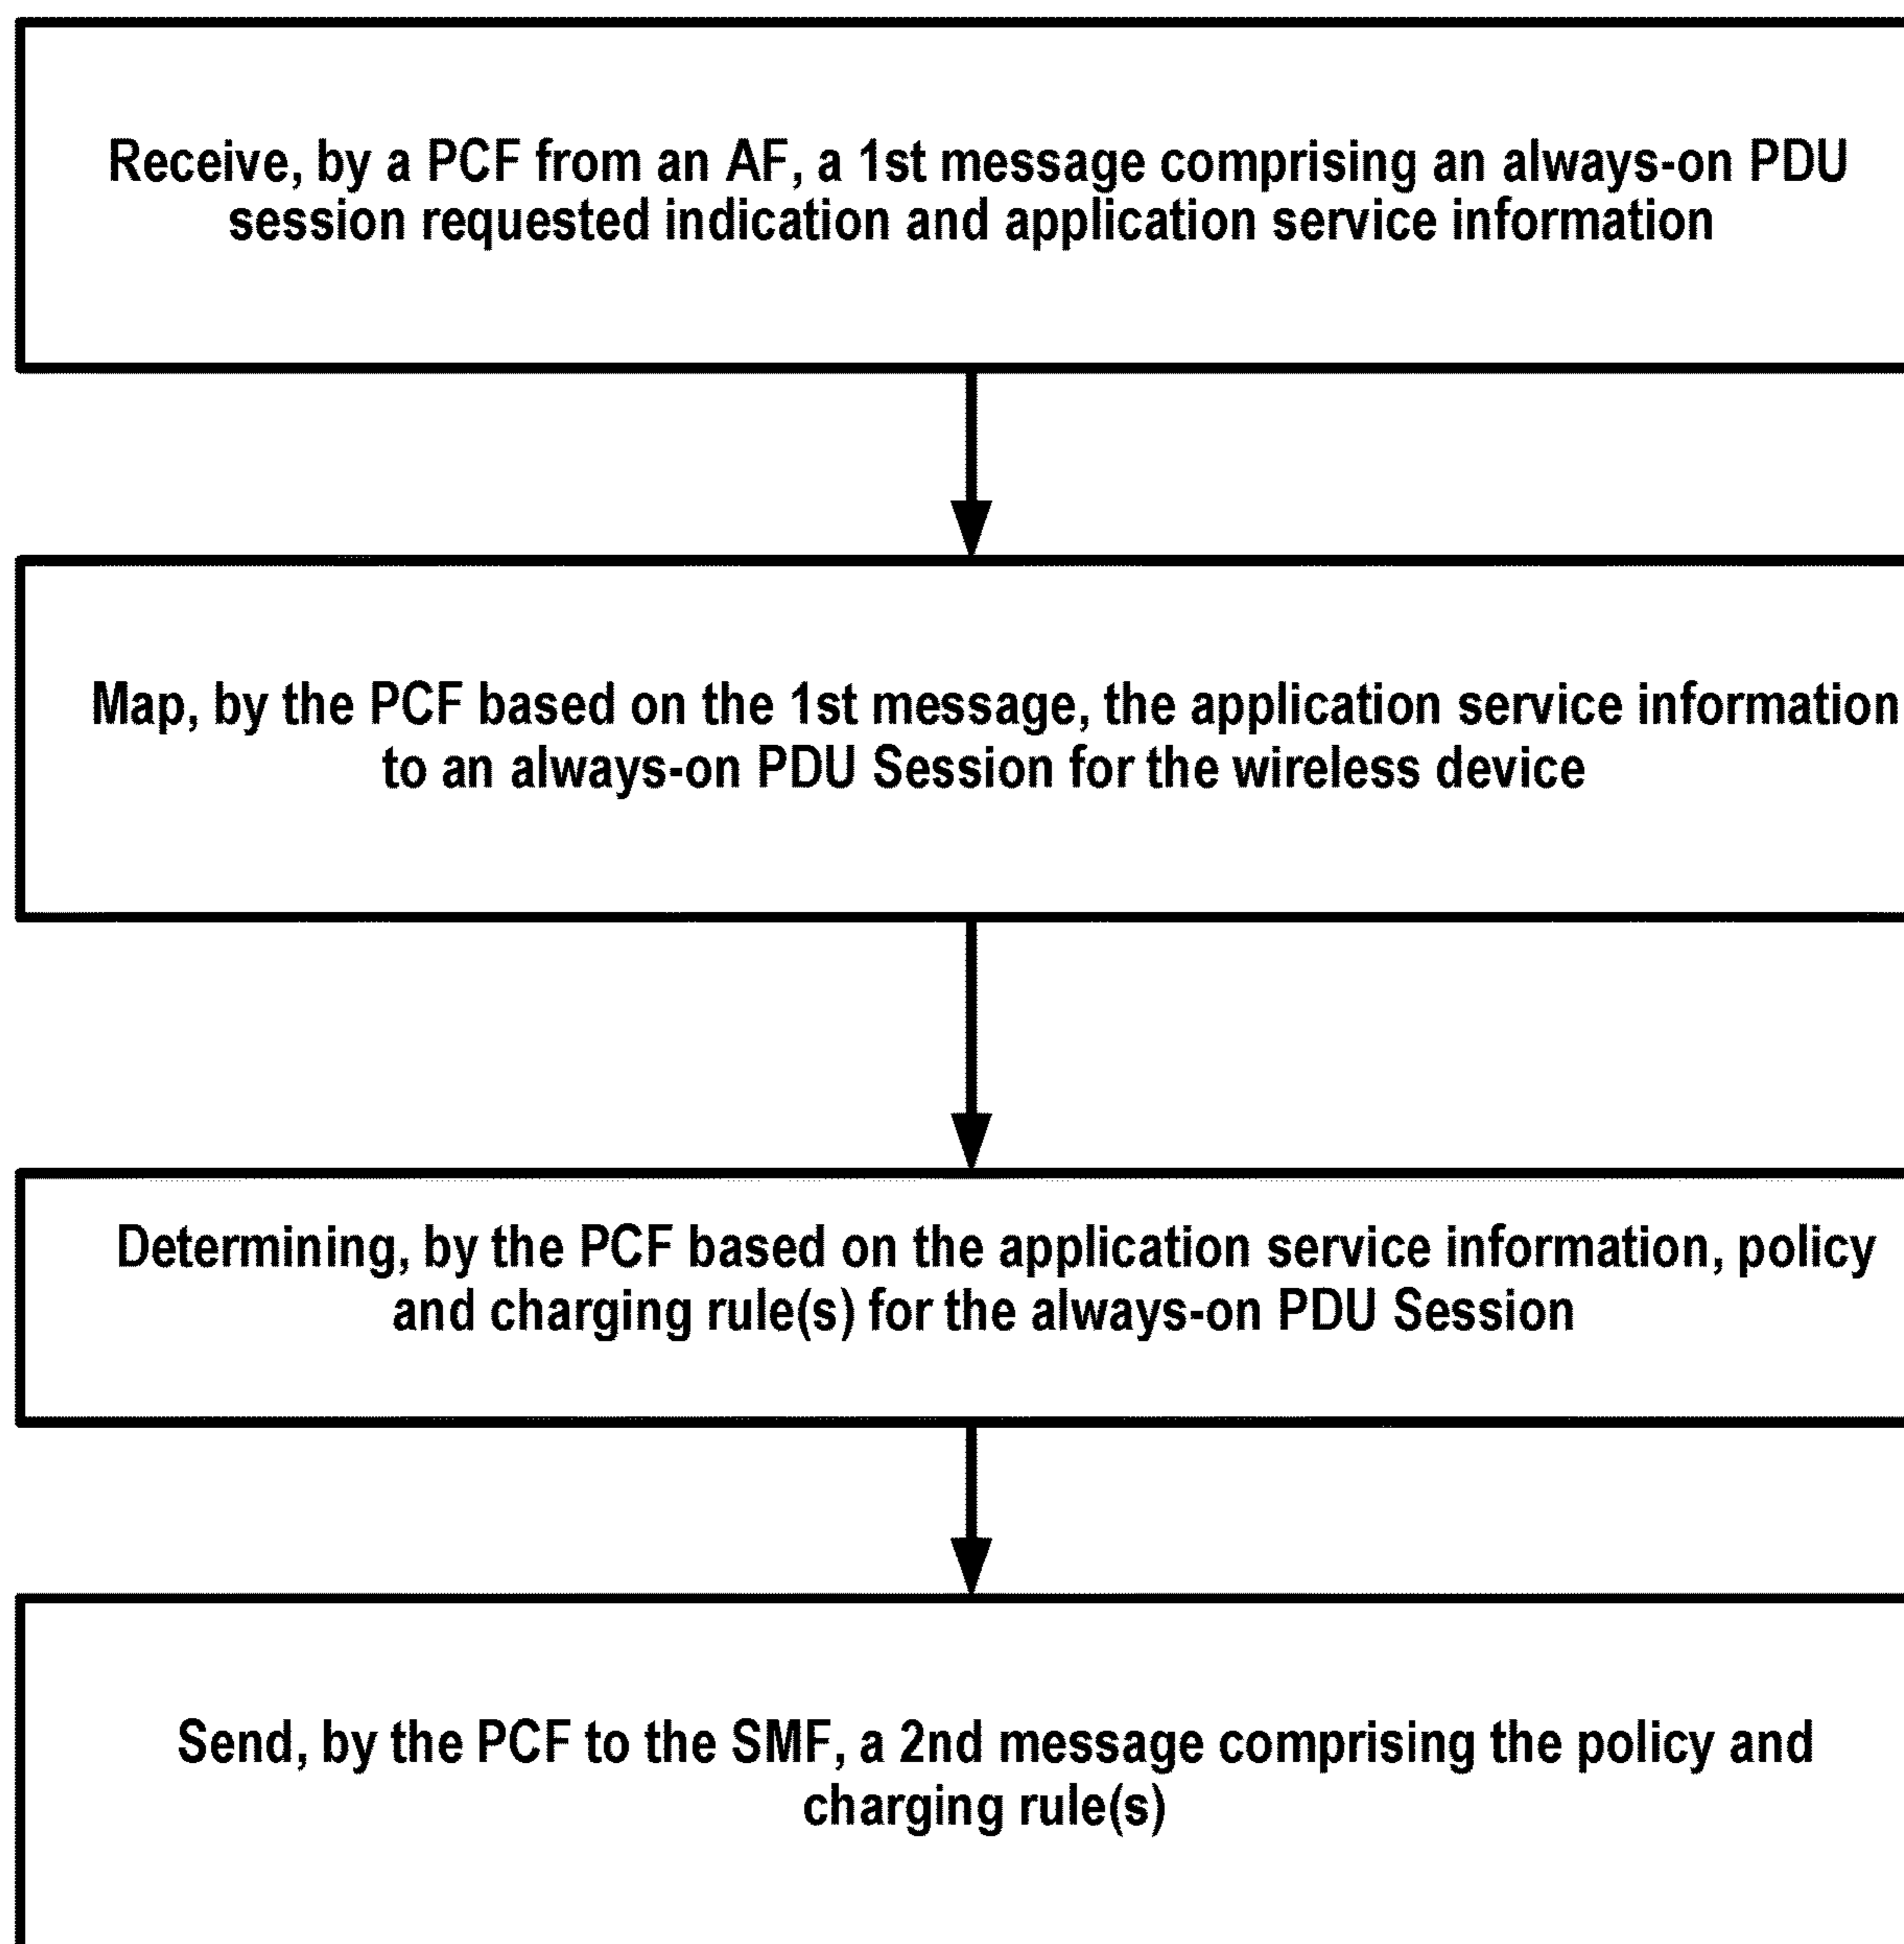 Receive, by a PCF from an AF, a 1st message comprising an always-on PDU
session requested indication and application service information
Map, by the PCF based on the 1st message, the application service information
to an always-on PDU Session for the wireless device
Determining, by the PCF based on the application service information, policy
and charging rule(s) for the always-on PDU Session
Send, by the PCF to the SMF, a 2nd message comprising the policy and
charging rule(s)